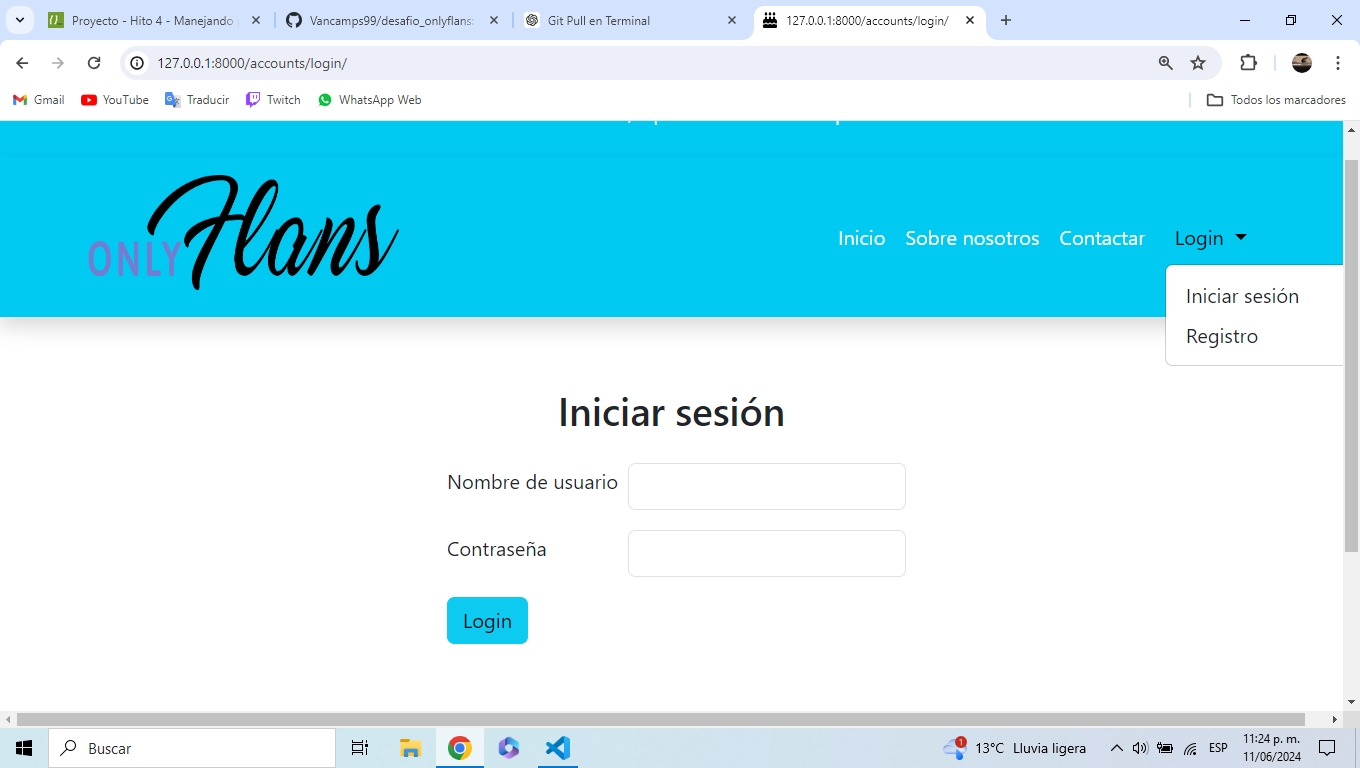 Proyecto - Hito 4 - Manejando
Vancamps99/desafio_onlyflans
Git Pull en Terminal
127.0.0.1:8000/accounts/login/
127.0.0.1:8000/accounts/login/
Gmail
YouTube
Traducir
Twitch
WhatsApp Web
Todos los marcadores
ONLY Flans
Inicio
Sobre nosotros
Contactar
Login
Iniciar sesión
Registro
Iniciar sesión
Nombre de usuario
Contraseña
Login
Buscar
1
13°C Lluvia ligera
ESP
11:24 p. m.
11/06/2024